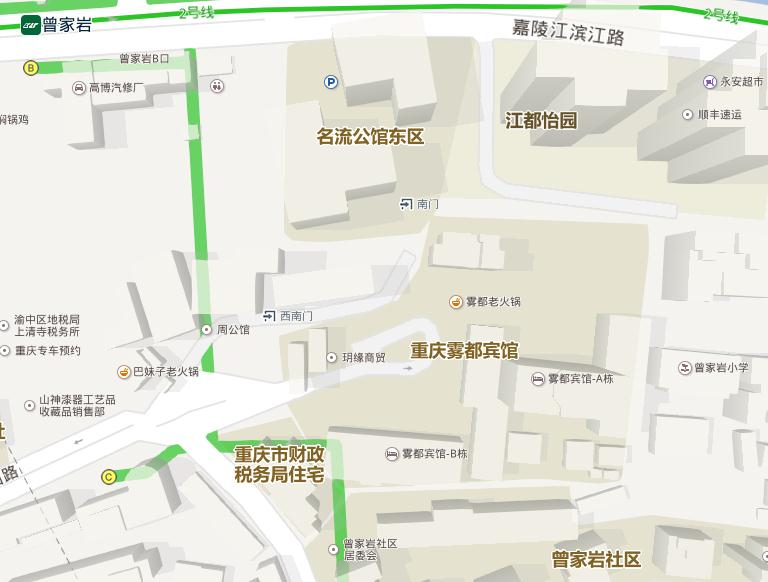 2号线
2号线
曾家岩
嘉陵江滨江路
曾家岩B口
B
高博汽修厂
P
永安超市
江都怡园
顺丰速运
焖锅鸡
名流公馆东区
南门
雾都老火锅
西南门
周公馆
渝中区地税局
上清寺税务所
重庆专车预约
玥缘商贸
重庆雾都宾馆
曾家岩小学
巴妹子老火锅
雾都宾馆-A栋
山神漆器工艺品
收藏品销售部
社
重庆市财政
税务局住宅
雾都宾馆-B栋
路
C
曾家岩社区
居委会
曾家岩社区